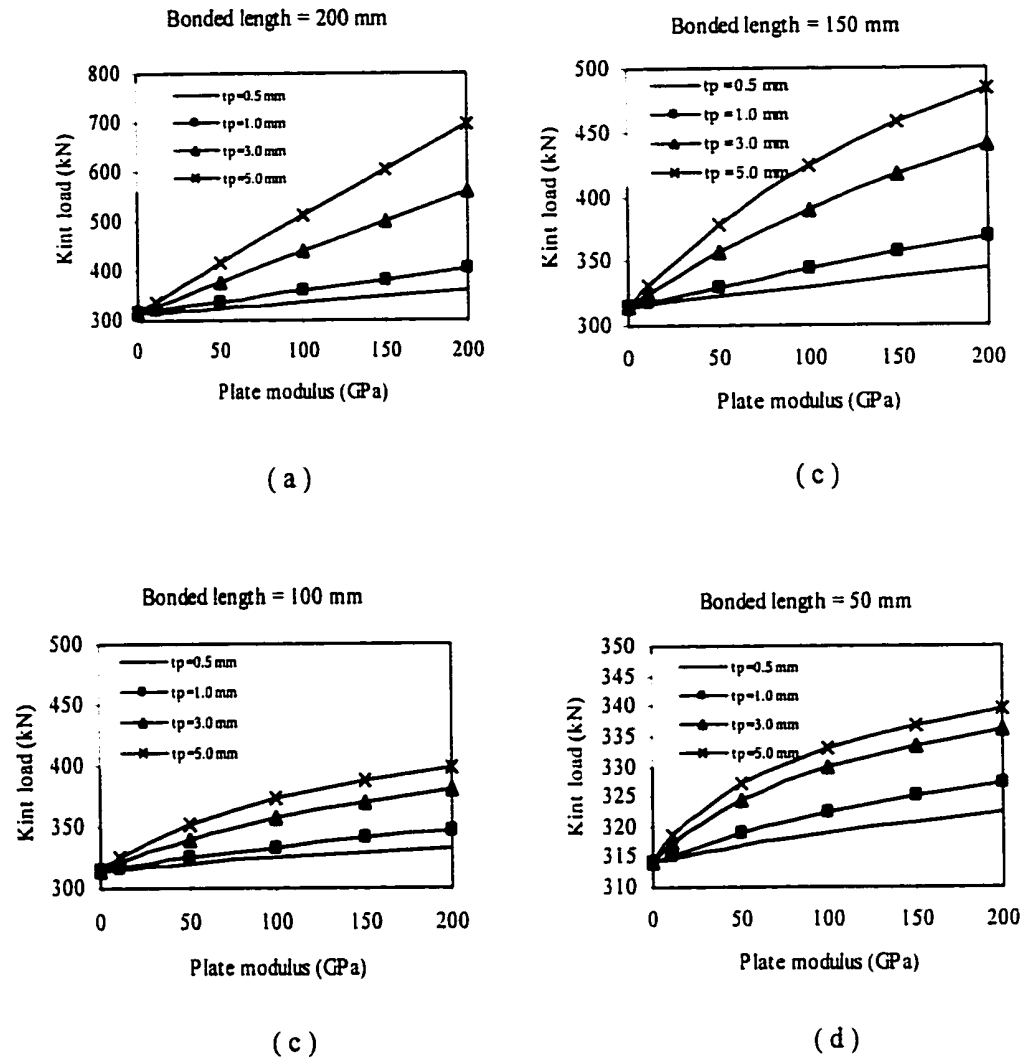 Bonded length = 200 mm
800
700
600
500
400
300
Kint load (kN)
tp=0.5 mm
tp=1.0 mm
tp=3.0 mm
tp=5.0 mm
0 50 100 150 200
Plate modulus (GPa)
( a )
Bonded length = 150 mm
500
450
400
350
300
Kint load (kN)
tp = 0.5 mm
tp = 1.0 mm
tp = 3.0 mm
tp = 5.0 mm
0 50 100 150 200
Plate modulus (GPa)
( c )
Bonded length = 100 mm
500
450
400
350
300
Kint load (kN)
tp=0.5 mm
tp=1.0 mm
tp=3.0 mm
tp=5.0 mm
0 50 100 150 200
Plate modulus (GPa)
( c )
Bonded length = 50 mm
350
345
340
335
330
325
320
315
310
Kint load (kN)
tp=0.5 mm
tp=1.0 mm
tp=3.0 mm
tp=5.0 mm
0 50 100 150 200
Plate modulus (GPa)
( d )